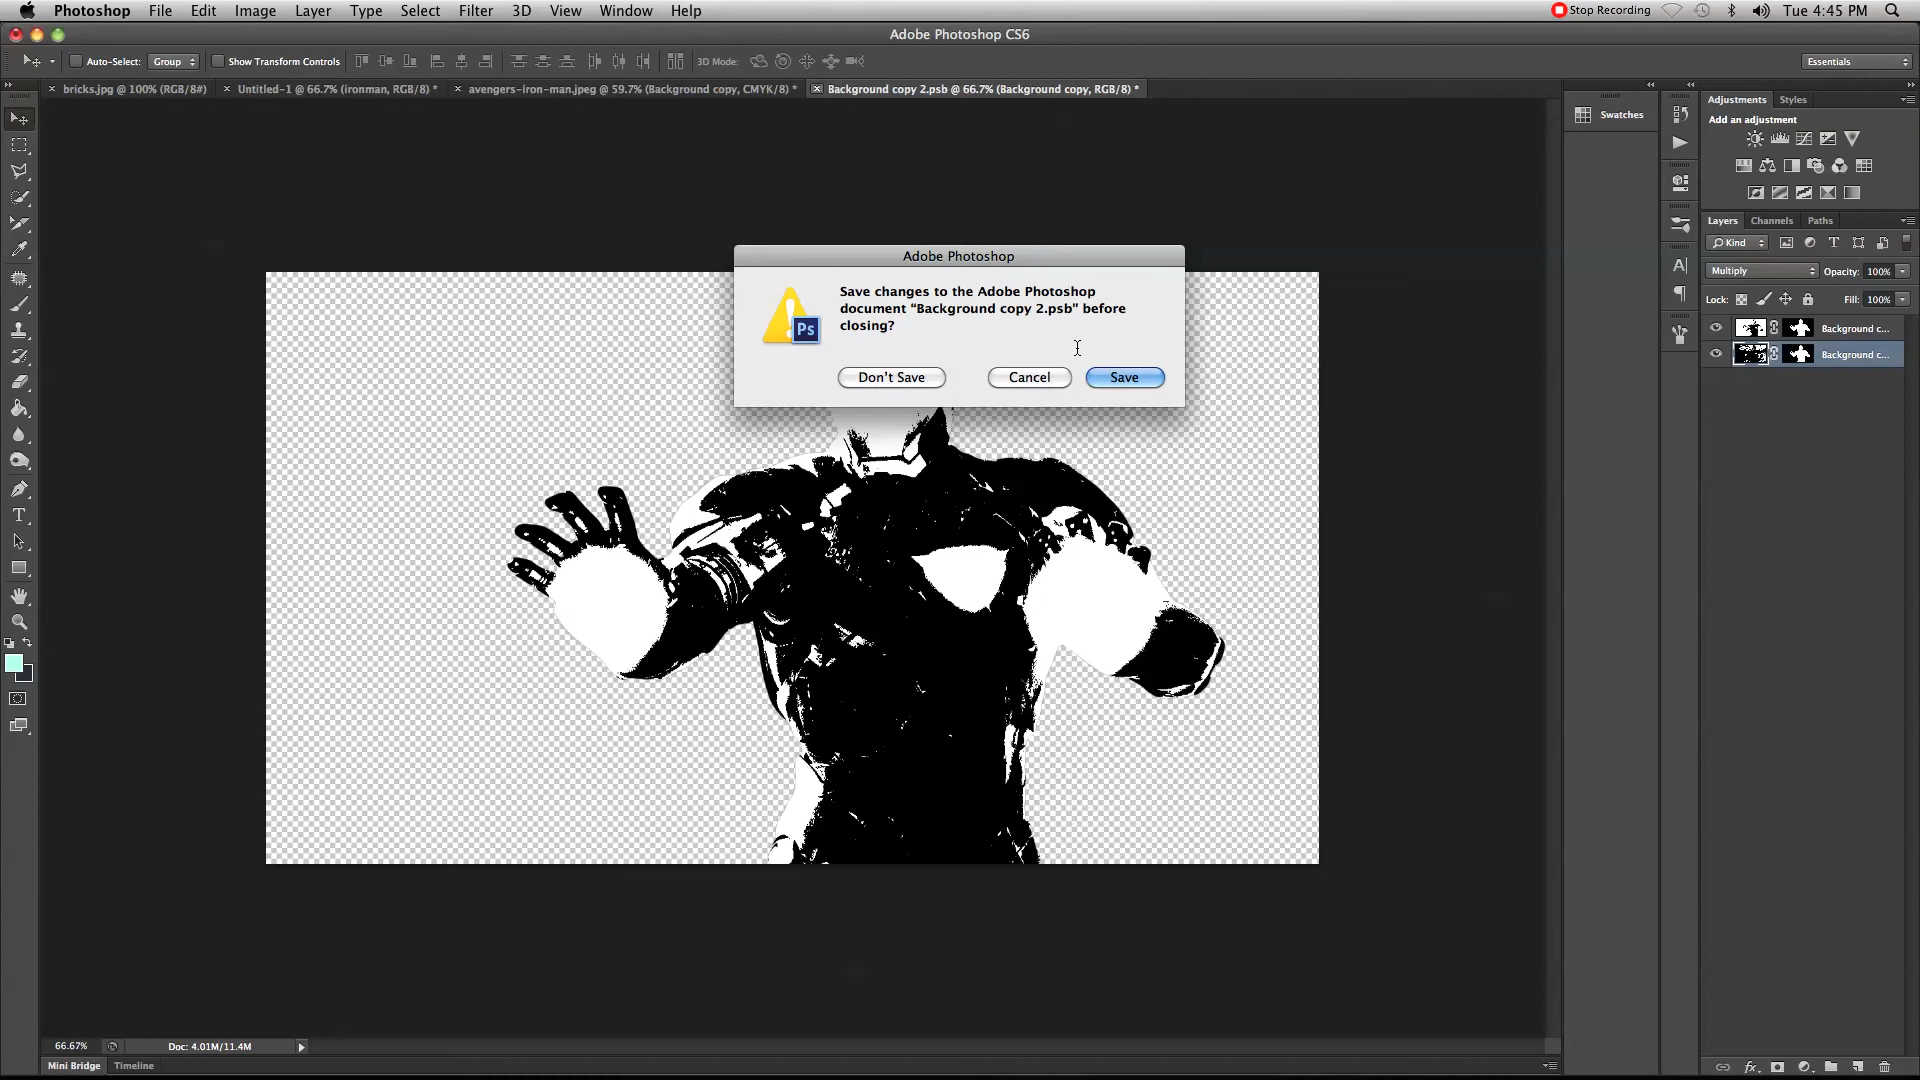 Photoshop File Edit Image Layer Type Select Filter 3D View Window Help Stop Recording Tue 4:45 PM
Adobe Photoshop CS6
Auto-Select: Group Show Transform Controls 3D Mode: Essentials
bricks.jpg @ 100% (RGB/8#) Untitled-1 @ 66.7% (ironman, RGB/8) * avengers-iron-man.jpeg @ 59.7% (Background copy, CMYK/8) * Background copy 2.psb @ 66.7% (Background copy, RGB/8) *
Adjustments Styles
Swatches
Add an adjustment
Layers Channels Paths
Kind
Multiply Opacity: 100%
Lock: Fill: 100%
Background c...
Background c...
Adobe Photoshop
Save changes to the Adobe Photoshop
document “Background copy 2.psb” before
closing?
Ps
Don’t Save Cancel Save
66.67% Doc: 4.01M/11.4M
Mini Bridge Timeline